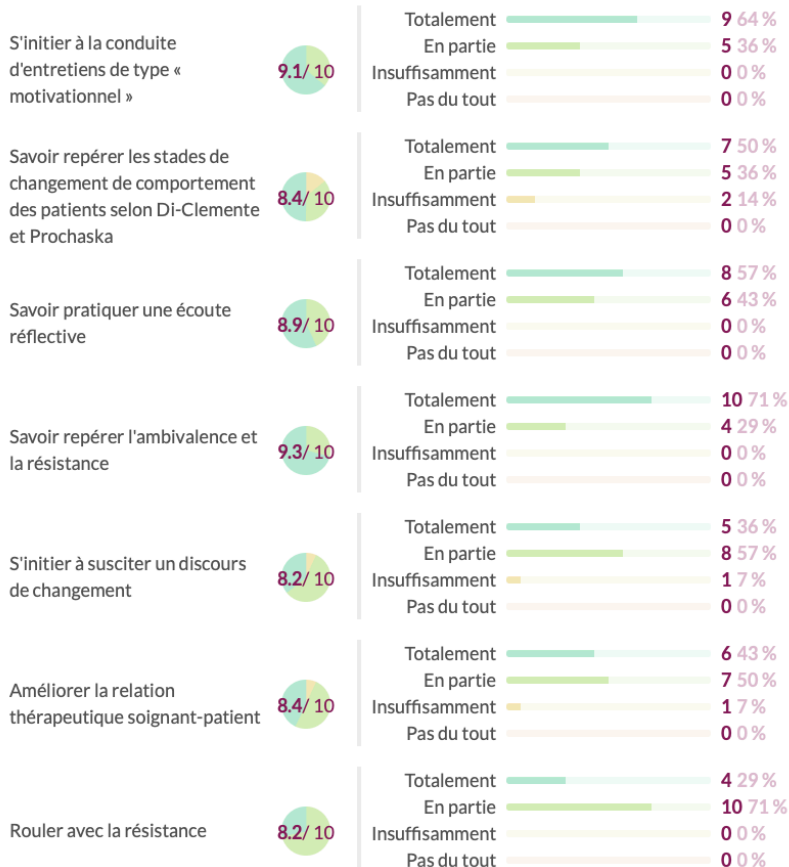 S'initier à la conduite
d'entretiens de type «
motivationnel »
9.1/ 10
Totalement 9 64 %
En partie 5 36 %
Insuffisamment 0 0 %
Pas du tout 0 0 %
Savoir repérer les stades de
changement de comportement
des patients selon Di-Clemente
et Prochaska
8.4/ 10
Totalement 7 50 %
En partie 5 36 %
Insuffisamment 2 14 %
Pas du tout 0 0 %
Savoir pratiquer une écoute
réflective
8.9/ 10
Totalement 8 57 %
En partie 6 43 %
Insuffisamment 0 0 %
Pas du tout 0 0 %
Savoir repérer l'ambivalence et
la résistance
9.3/ 10
Totalement 10 71 %
En partie 4 29 %
Insuffisamment 0 0 %
Pas du tout 0 0 %
S'initier à susciter un discours
de changement
8.2/ 10
Totalement 5 36 %
En partie 8 57 %
Insuffisamment 1 7 %
Pas du tout 0 0 %
Améliorer la relation
thérapeutique soignant-patient
8.4/ 10
Totalement 6 43 %
En partie 7 50 %
Insuffisamment 1 7 %
Pas du tout 0 0 %
Rouler avec la résistance
8.2/ 10
Totalement 4 29 %
En partie 10 71 %
Insuffisamment 0 0 %
Pas du tout 0 0 %